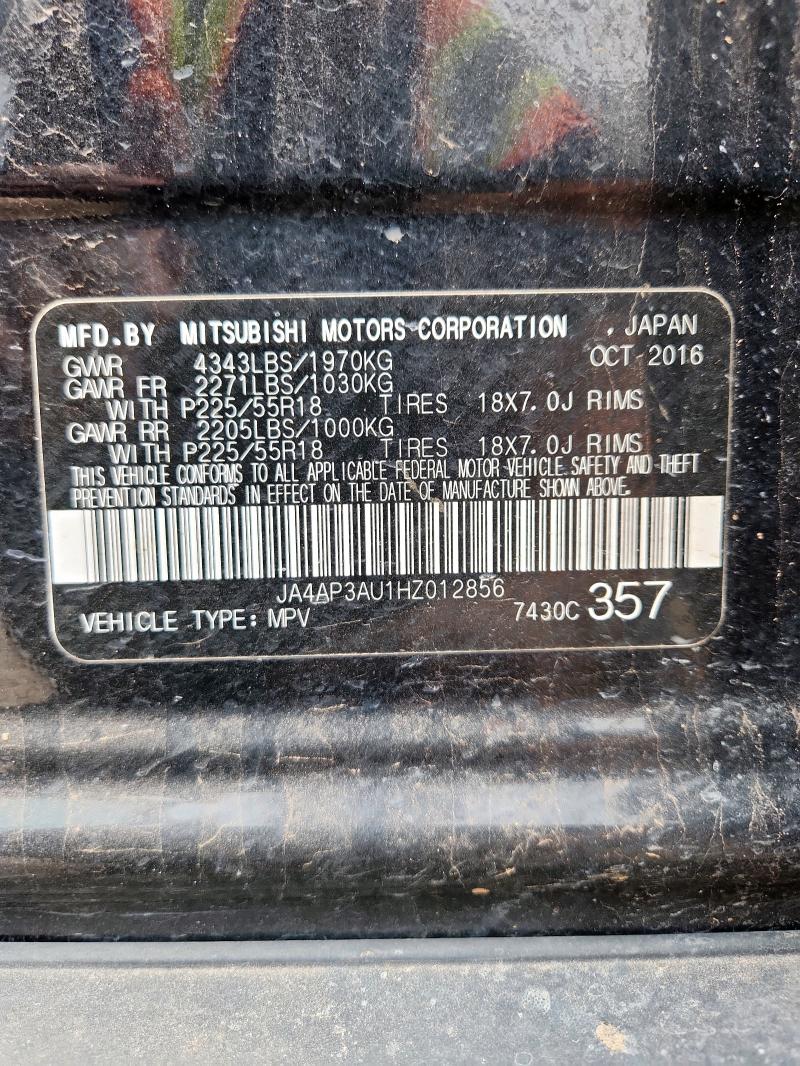 MFD.BY MITSUBISHI MOTORS CORPORATION , JAPAN
GVWR 4343LBS/1970KG OCT 2016
GAWR FR 2271LBS/1030KG
WITH P225/55R18 TIRES 18X7.0J RIMS
GAWR RR 2205LBS/1000KG
WITH P225/55R18 TIRES 18X7.0J RIMS
THIS VEHICLE CONFORMS TO ALL APPLICABLE FEDERAL MOTOR VEHICLE SAFETY AND THEFT
PREVENTION STANDARDS IN EFFECT ON THE DATE OF MANUFACTURE SHOWN ABOVE.
JA4AP3AU1HZ012856
VEHICLE TYPE: MPV 7430C 357